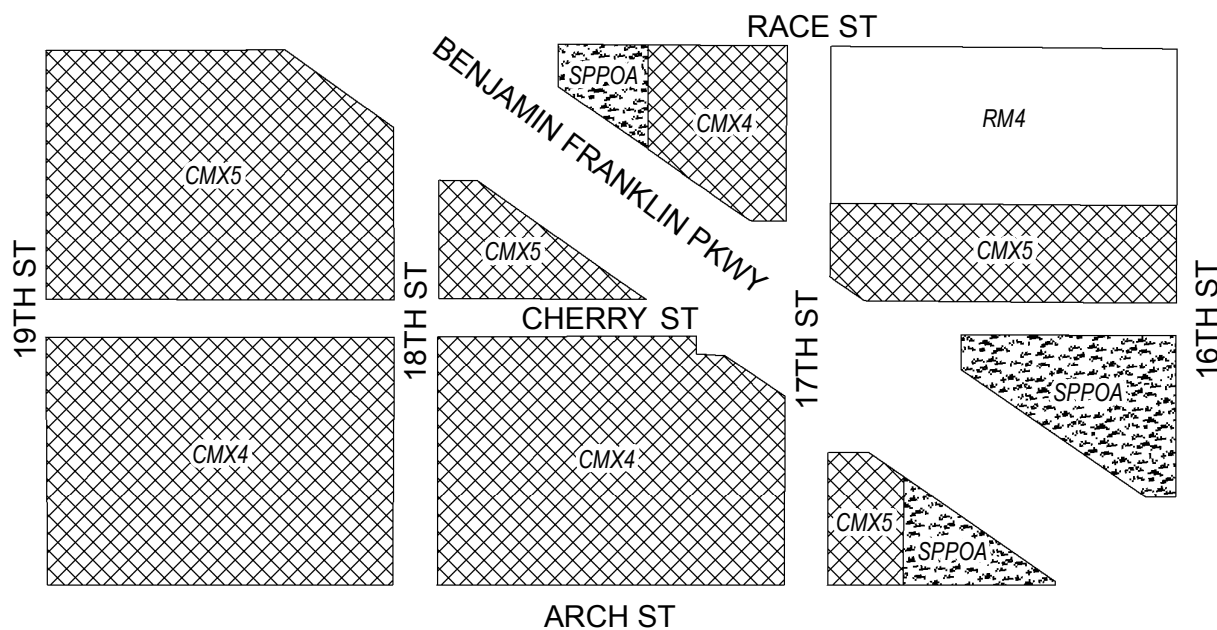 RACE ST
BENJAMIN FRANKLIN PKWY
SPPOA
CMX4
RM4
CMX5
CMX5
CMX5
19TH ST
18TH ST
CHERRY ST
17TH ST
16TH ST
SPPOA
CMX4
CMX4
CMX5
SPPOA
ARCH ST